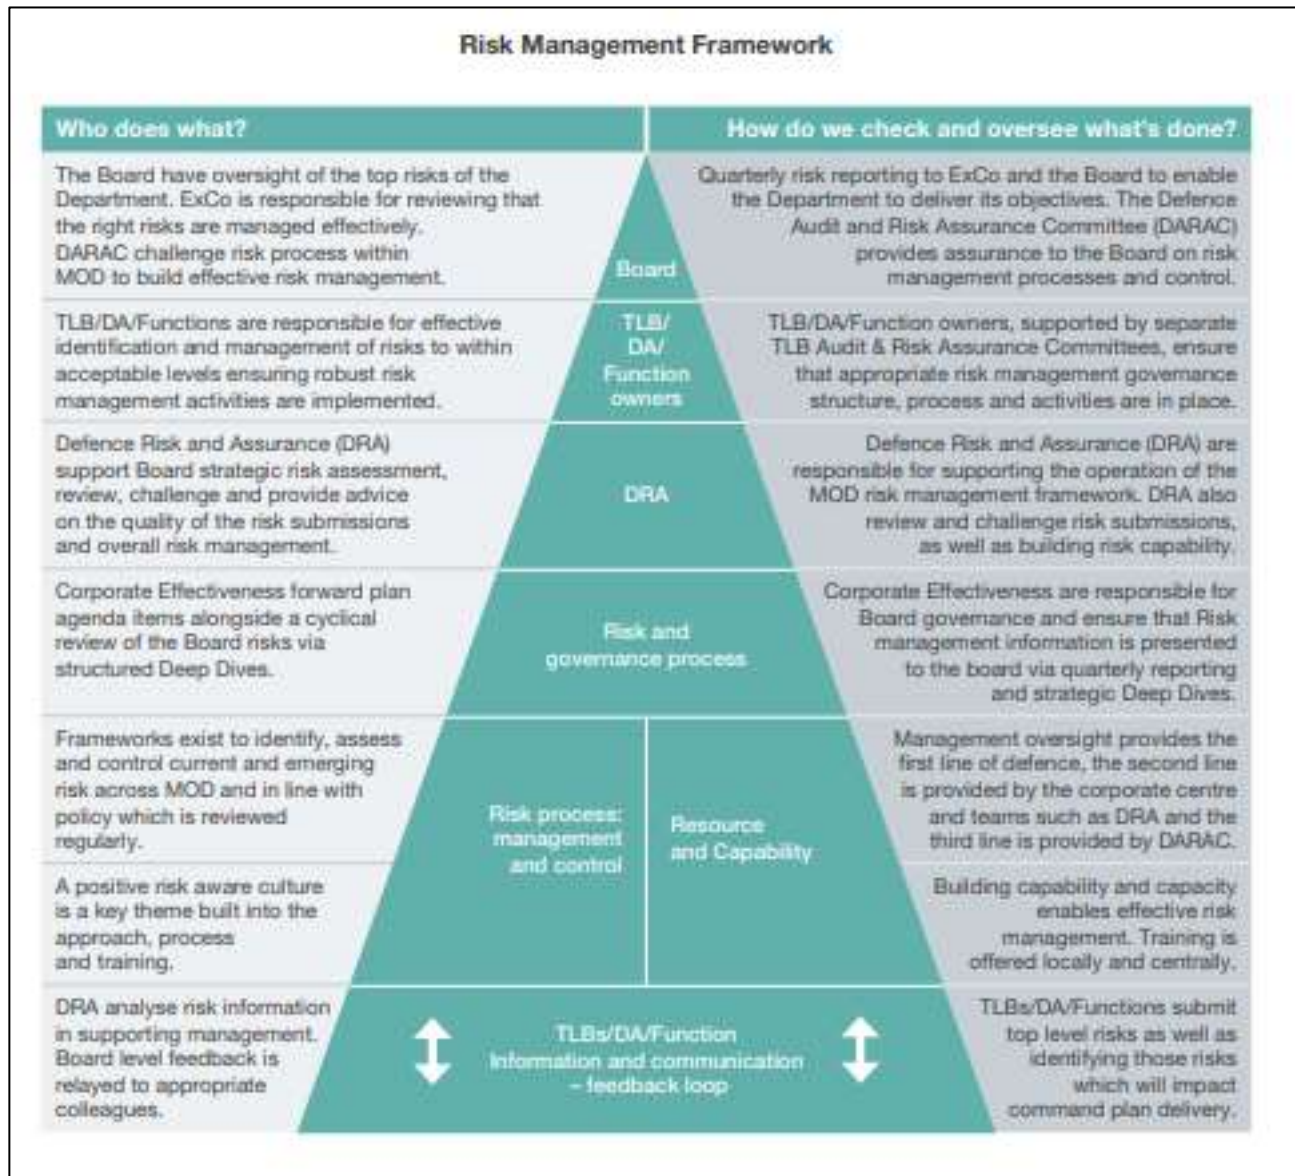 Risk Management Framework
Who does what?
How do we check and oversee what's done?
The Board have oversight of the top risks of the
Department. ExCo is responsible for reviewing that
the right risks are managed effectively.
DARAC challenge risk process within
MOD to build effective risk management.
Board
Quarterly risk reporting to ExCo and the Board to enable
the Department to deliver its objectives. The Defence
Audit and Risk Assurance Committee (DARAC)
provides assurance to the Board on risk
management processes and control.
TLB/DA/Functions are responsible for effective
identification and management of risks to within
acceptable levels ensuring robust risk
management activities are implemented.
TLB/
DA/
Function
owners
TLB/DA/Function owners, supported by separate
TLB Audit & Risk Assurance Committees, ensure
that appropriate risk management governance
structure, process and activities are in place.
Defence Risk and Assurance (DRA)
support Board strategic risk assessment,
review, challenge and provide advice
on the quality of the risk submissions
and overall risk management.
DRA
Defence Risk and Assurance (DRA) are
responsible for supporting the operation of the
MOD risk management framework. DRA also
review and challenge risk submissions,
as well as building risk capability.
Corporate Effectiveness forward plan
agenda items alongside a cyclical
review of the Board risks via
structured Deep Dives.
Risk and
governance process
Corporate Effectiveness are responsible for
Board governance and ensure that Risk
management information is presented
to the board via quarterly reporting
and strategic Deep Dives.
Frameworks exist to identify, assess
and control current and emerging
risk across MOD and in line with
policy which is reviewed
regularly.
Risk process:
management
and control
Resource
and Capability
Management oversight provides the
first line of defence, the second line
is provided by the corporate centre
and teams such as DRA and the
third line is provided by DARAC.
A positive risk aware culture
is a key theme built into the
approach, process
and training.
Building capability and capacity
enables effective risk
management. Training is
offered locally and centrally.
DRA analyse risk information
in supporting management.
Board level feedback is
relayed to appropriate
colleagues.
TLBs/DA/Function
Information and communication
– feedback loop
TLBs/DA/Functions submit
top level risks as well as
identifying those risks
which will impact
command plan delivery.